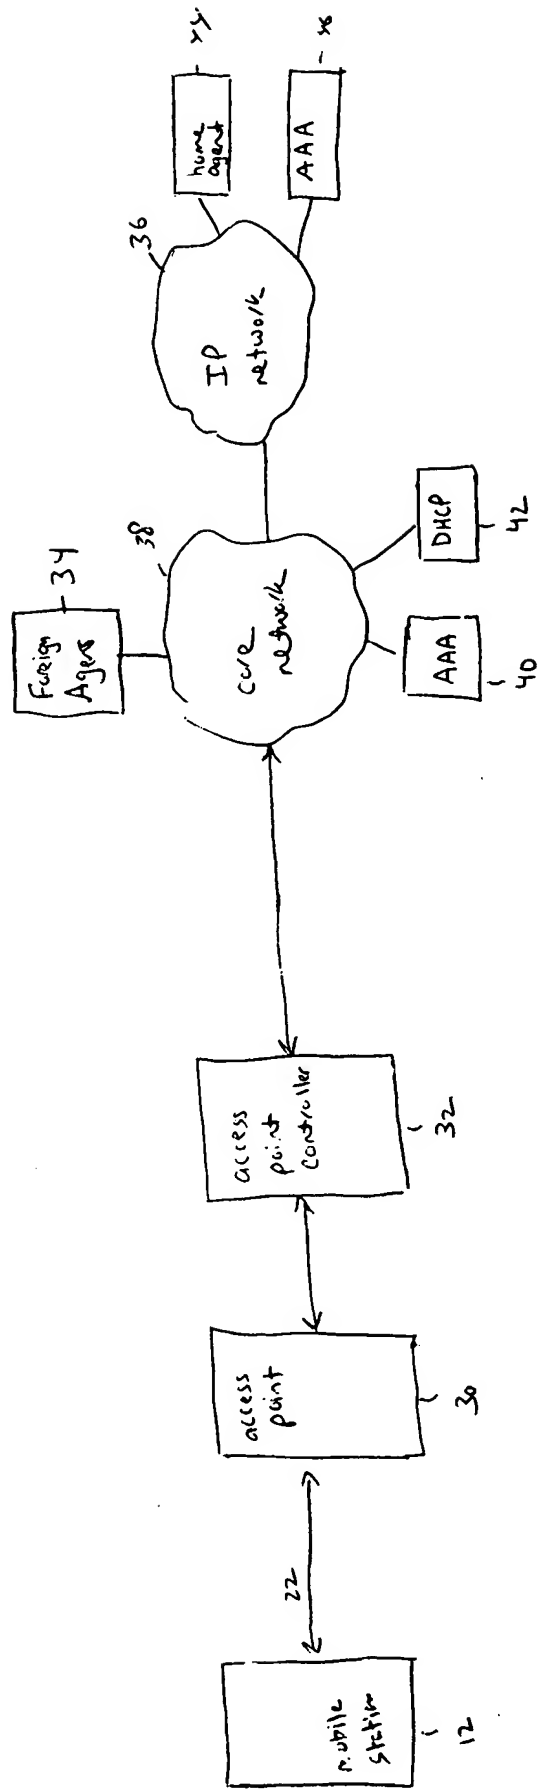 mobile
station
12
22
access
point
30
access
point
controller
32
Foreign
Agent
34
core
network
38
AAA
40
DHCP
42
IP
network
36
home
agent
44
AAA